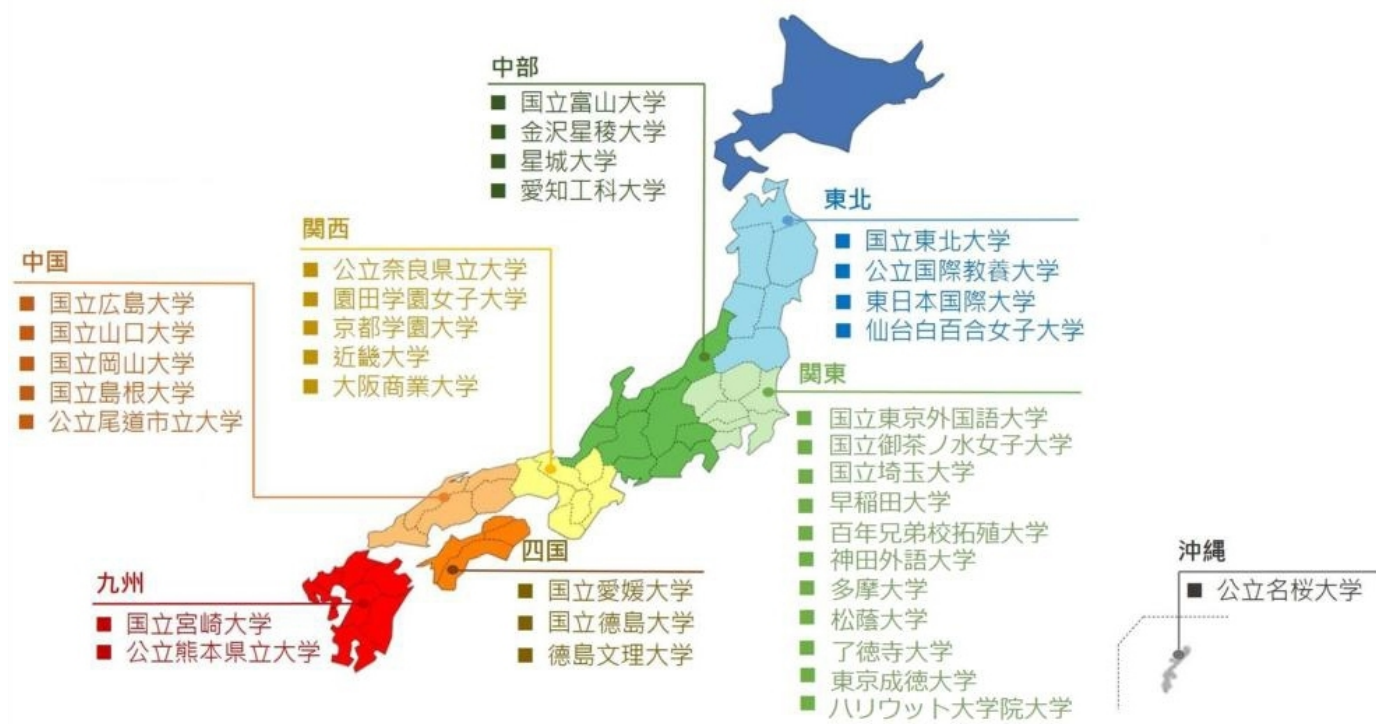 中部
国立富山大学
金沢星稜大学
星城大学
愛知工科大学
東北
国立東北大学
公立国際教養大学
東日本国際大学
仙台白百合女子大学
関西
公立奈良県立大学
園田学園女子大学
京都学園大学
近畿大学
大阪商業大学
中国
国立広島大学
国立山口大学
国立岡山大学
国立島根大学
公立尾道市立大学
関東
国立東京外国語大学
国立御茶ノ水女子大学
国立埼玉大学
早稲田大学
百年兄弟校拓殖大学
神田外語大学
多摩大学
松蔭大学
了徳寺大学
東京成徳大学
ハリウット大学院大学
四国
国立愛媛大学
国立徳島大学
徳島文理大学
九州
国立宮崎大学
公立熊本県立大学
沖縄
公立名桜大学